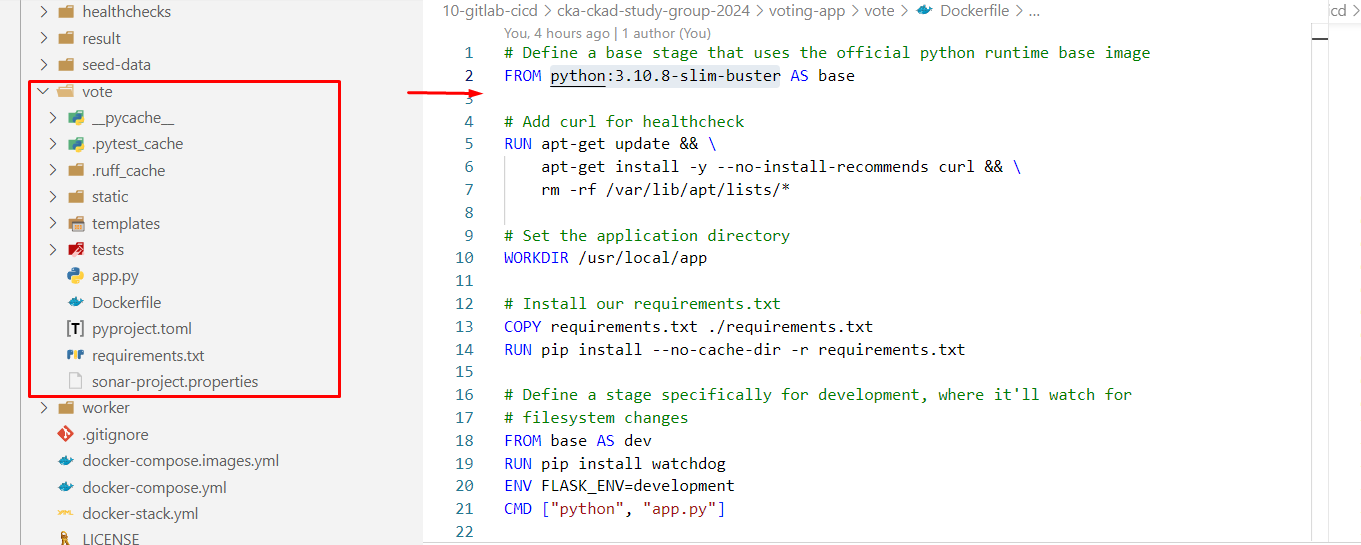 healthchecks
result
seed-data
vote
__pycache__
.pytest_cache
.ruff_cache
static
templates
tests
app.py
Dockerfile
[T] pyproject.toml
requirements.txt
sonar-project.properties
worker
.gitignore
docker-compose.images.yml
docker-compose.yml
docker-stack.yml
LICENSE
10-gitlab-cicd > cka-ckad-study-group-2024 > voting-app > vote > Dockerfile > ...
You, 4 hours ago | 1 author (You)
1 # Define a base stage that uses the official python runtime base image
2 FROM python:3.10.8-slim-buster AS base
3
4 # Add curl for healthcheck
5 RUN apt-get update && \
6 apt-get install -y --no-install-recommends curl && \
7 rm -rf /var/lib/apt/lists/*
8
9 # Set the application directory
10 WORKDIR /usr/local/app
11
12 # Install our requirements.txt
13 COPY requirements.txt ./requirements.txt
14 RUN pip install --no-cache-dir -r requirements.txt
15
16 # Define a stage specifically for development, where it'll watch for
17 # filesystem changes
18 FROM base AS dev
19 RUN pip install watchdog
20 ENV FLASK_ENV=development
21 CMD ["python", "app.py"]
22
icd >